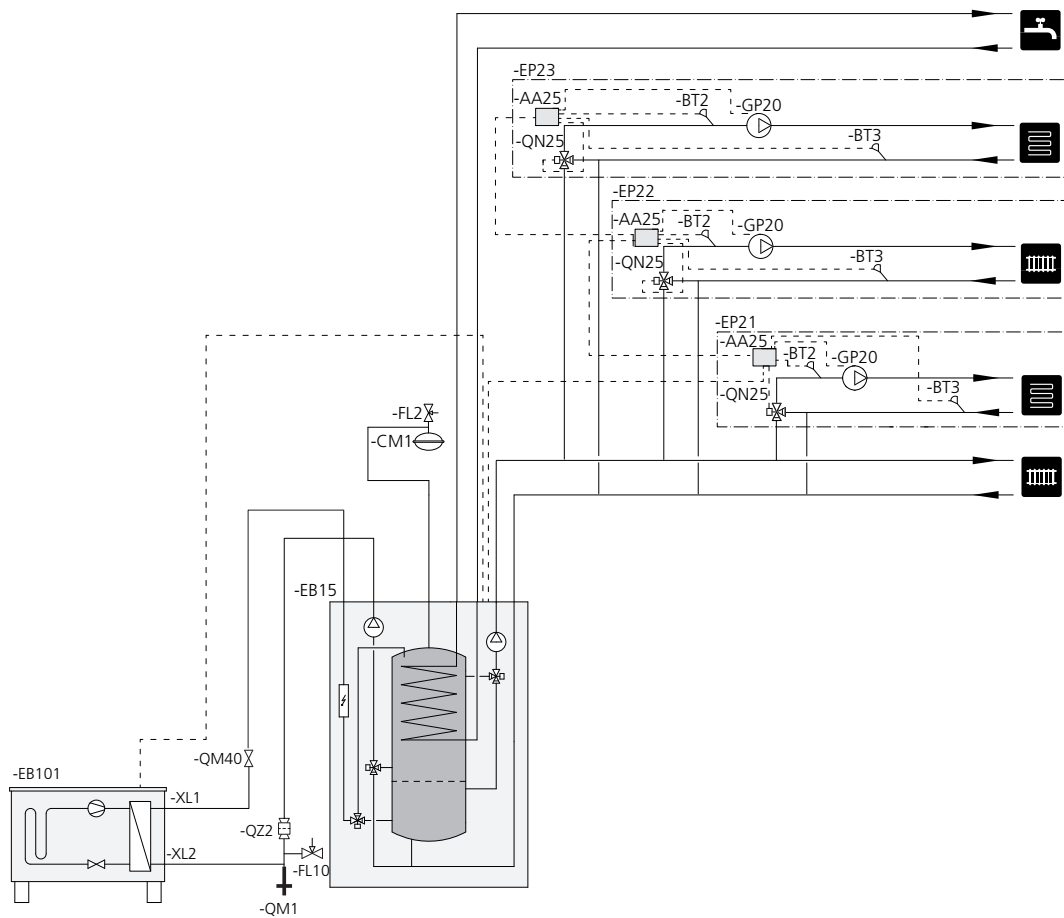 -EP23
-AA25
-BT2
-GP20
-QN25
-BT3
-EP22
-AA25
-BT2
-GP20
-QN25
-BT3
-EP21
-AA25
-BT2
-GP20
-QN25
-BT3
-FL2
-CM1
-EB15
-QM40
-EB101
-XL1
-QZ2
-XL2
-FL10
-QM1